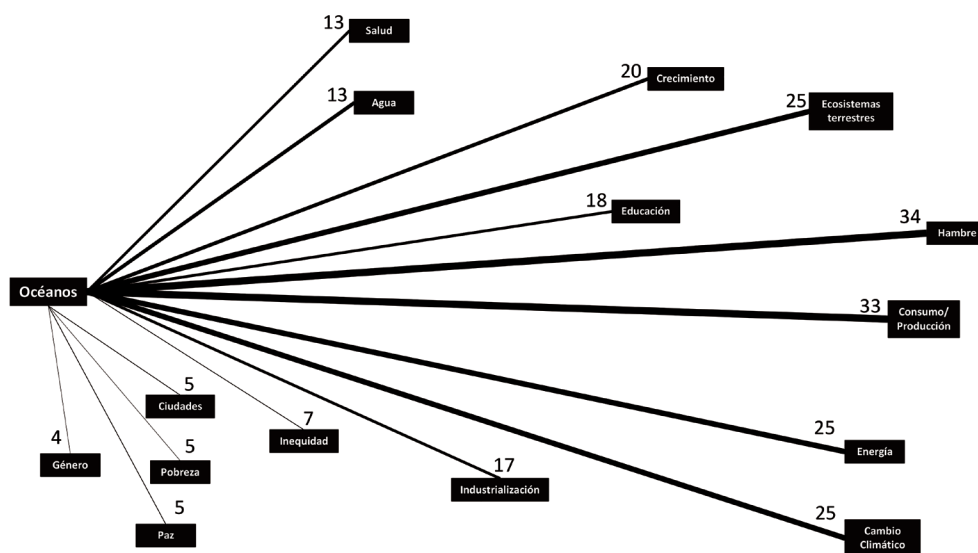 13
Salud
13
Agua
20
Crecimiento
25
Ecosistemas
terrestres
18
Educación
34
Hambre
Océanos
33
Consumo/
Producción
5
Ciudades
7
Inequidad
4
Género
5
Pobreza
25
Energía
17
Industrialización
5
Paz
25
Cambio
Climático